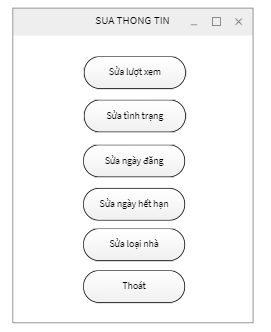 SUA THONG TIN
Sửa lượt xem
Sửa tình trạng
Sửa ngày đăng
Sửa ngày hết hạn
Sửa loại nhà
Thoát